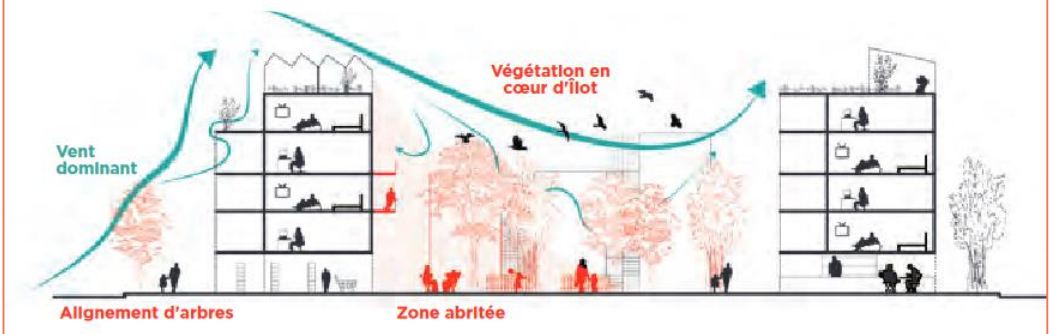 Végétation en
cœur d'îlot
Vent
dominant
Alignement d'arbres
Zone abritée